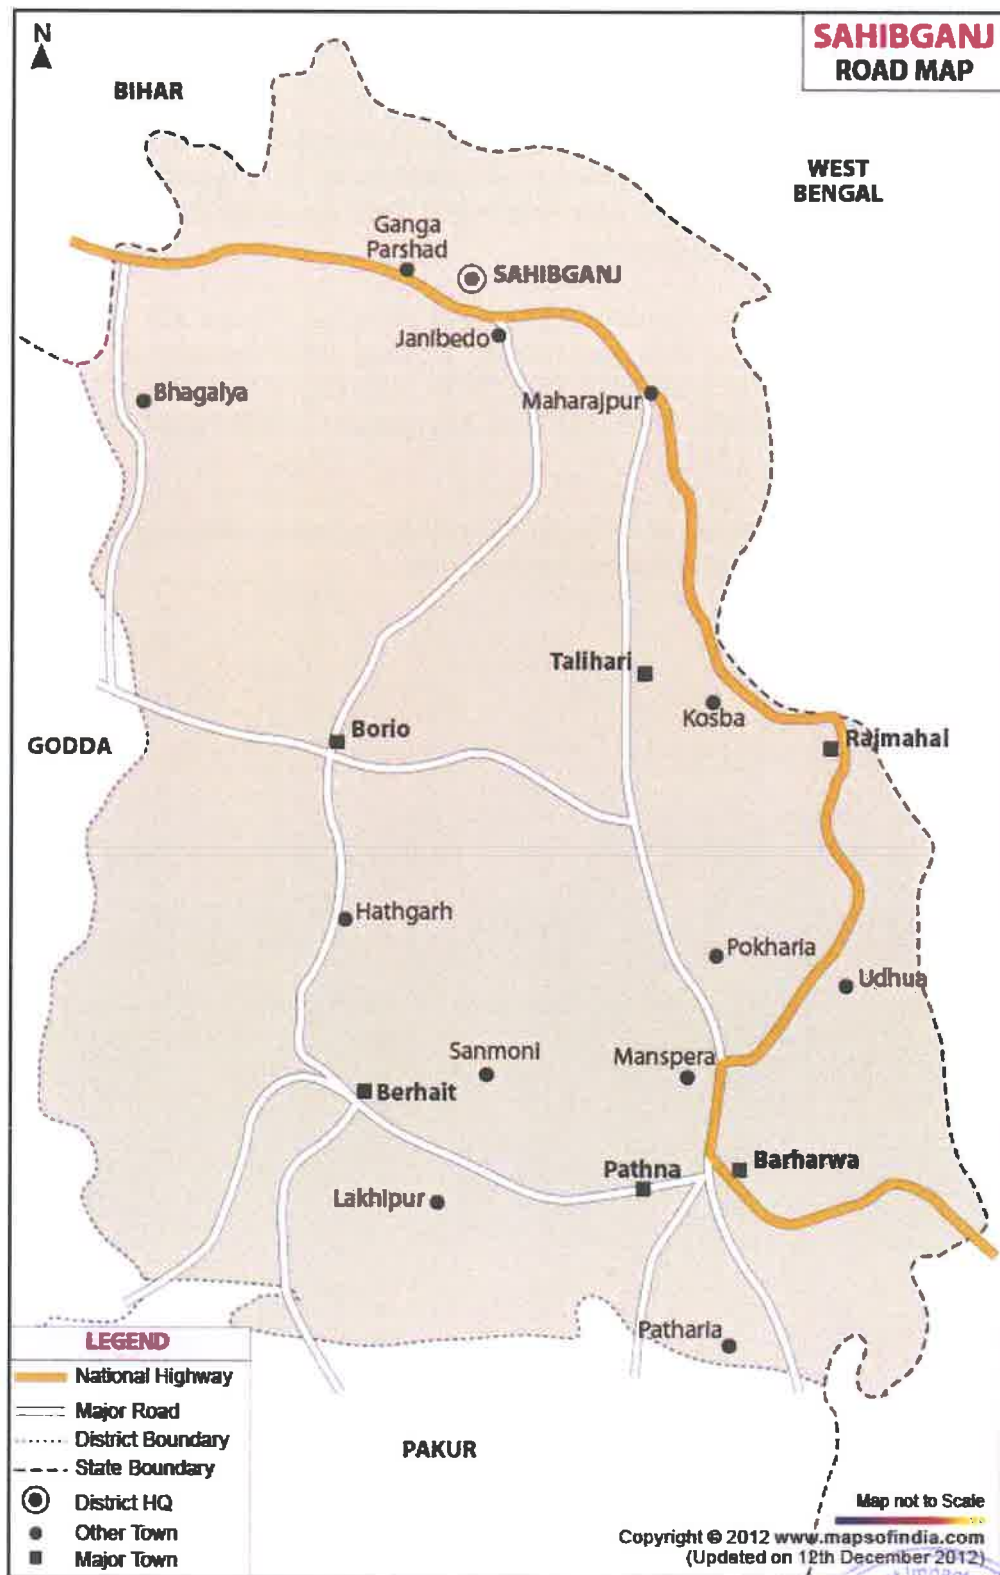 N
SAHIBGANJ
ROAD MAP
BIHAR
WEST
BENGAL
Ganga
Parshad
SAHIBGANJ
Janibedo
Bhagaiya
Maharajpur
Talihari
Kosba
Borio
GODDA
Rajmahal
Hathgarh
Pokharia
Udhua
Sanmoni
Manspera
Berhait
Pathna
Barharwa
Lakhipur
Patharia
LEGEND
National Highway
Major Road
District Boundary
State Boundary
District HQ
Other Town
Major Town
PAKUR
Map not to Scale
Copyright © 2012 www.mapsofindia.com
(Updated on 12th December 2012)